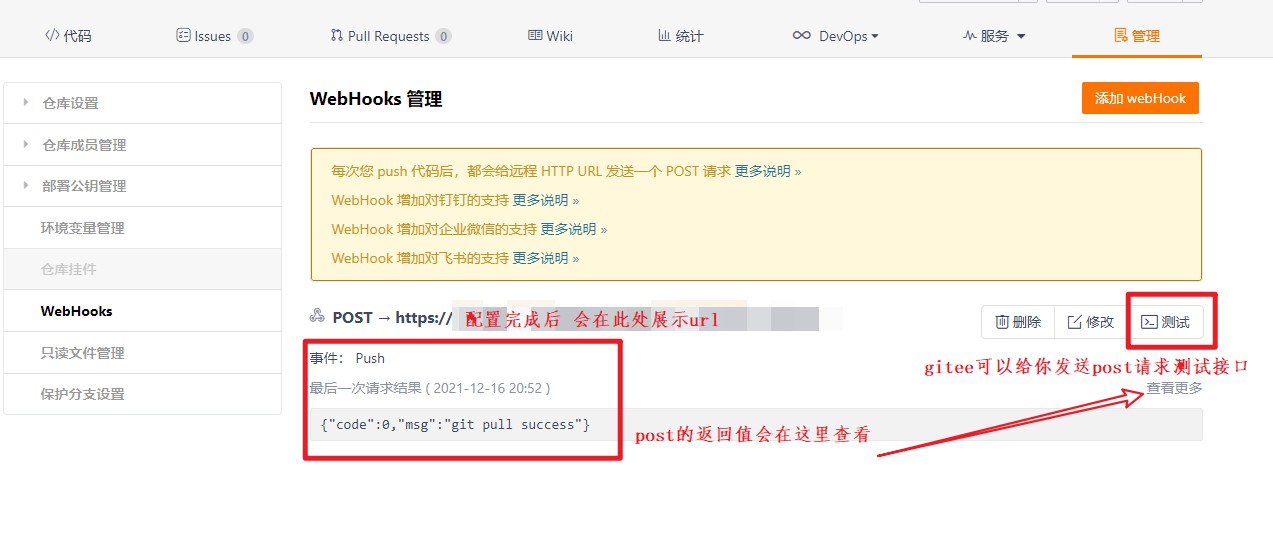 代码 Issues 0 Pull Requests 0 Wiki 统计 DevOps 服务 管理
仓库设置
仓库成员管理
部署公钥管理
环境变量管理
仓库挂件
WebHooks
只读文件管理
保护分支设置
WebHooks 管理
添加 webHook
每次您 push 代码后，都会给远程 HTTP URL 发送一个 POST 请求 更多说明 »
WebHook 增加对钉钉的支持 更多说明 »
WebHook 增加对企业微信的支持 更多说明 »
WebHook 增加对飞书的支持 更多说明 »
POST → https:// 配置完成后 会在此处展示url
删除 修改 测试
事件： Push
gitee可以给你发送post请求测试接口
最后一次请求结果 ( 2021-12-16 20:52 )
查看更多
{"code":0,"msg":"git pull success"}
post的返回值会在这里查看